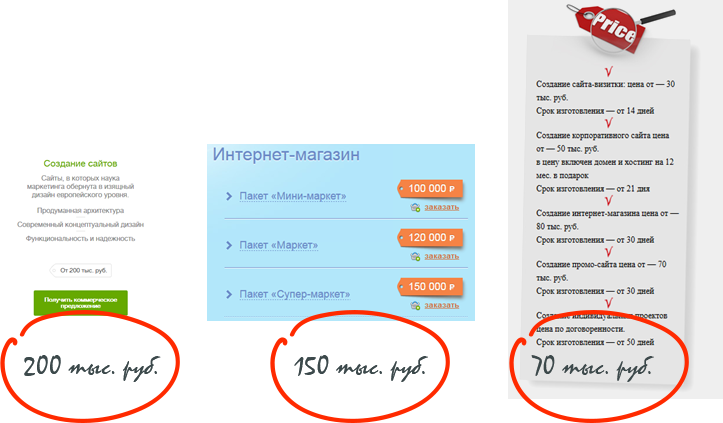 Создание сайтов
Сайты, в которых наука
маркетинга обернута в изящный
дизайн европейского уровня.
Продуманная архитектура
Современный концептуальный дизайн
Функциональность и надежность
От 200 тыс. руб.
Получить коммерческое
предложение
200 тыс. руб.
Интернет-магазин
Пакет «Мини-маркет»
100 000 ₽
заказать
Пакет «Маркет»
120 000 ₽
заказать
Пакет «Супер-маркет»
150 000 ₽
заказать
150 тыс. руб.
Price
Создание сайта-визитки: цена от — 30
тыс. руб.
Срок изготовления — от 14 дней
Создание корпоративного сайта цена
от — 50 тыс. руб.
в цену включен домен и хостинг на 12
мес. в подарок
Срок изготовления — от 21 дня
Создание интернет-магазина цена от —
80 тыс. руб.
Срок изготовления — от 30 дней
Создание промо-сайта цена от — 70
тыс. руб.
Срок изготовления — от 30 дней
Создание индивидуальных проектов
цена по договоренности.
Срок изготовления — от 50 дней
70 тыс. руб.